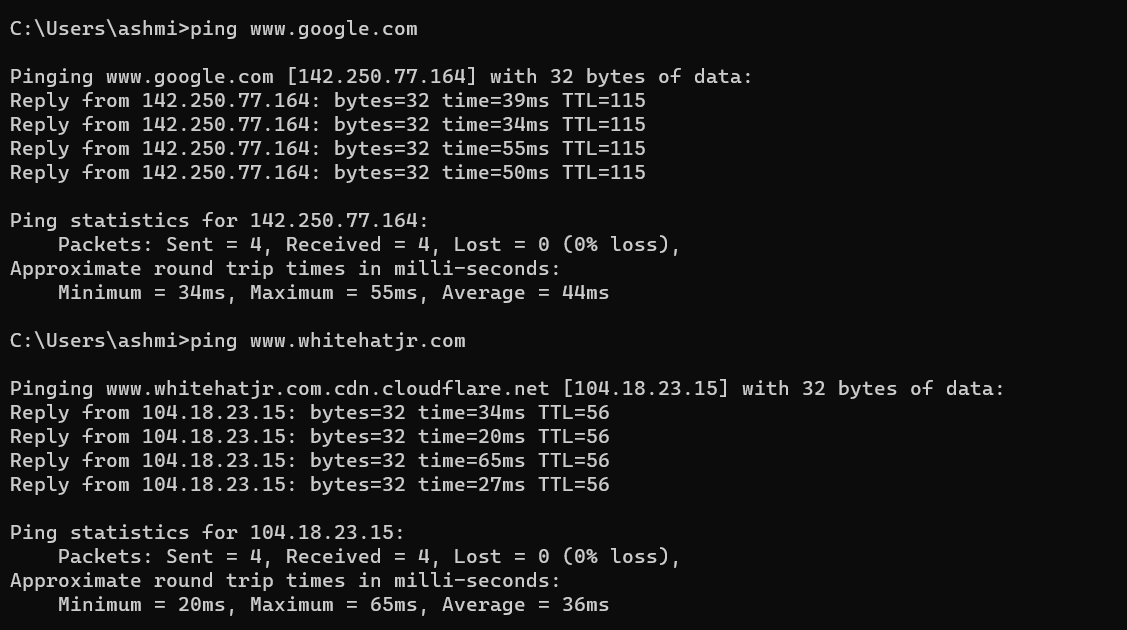 C:\Users\ashmi>ping www.google.com
Pinging www.google.com [142.250.77.164] with 32 bytes of data:
Reply from 142.250.77.164: bytes=32 time=39ms TTL=115
Reply from 142.250.77.164: bytes=32 time=34ms TTL=115
Reply from 142.250.77.164: bytes=32 time=55ms TTL=115
Reply from 142.250.77.164: bytes=32 time=50ms TTL=115
Ping statistics for 142.250.77.164:
    Packets: Sent = 4, Received = 4, Lost = 0 (0% loss),
Approximate round trip times in milli-seconds:
    Minimum = 34ms, Maximum = 55ms, Average = 44ms
C:\Users\ashmi>ping www.whitehatjr.com
Pinging www.whitehatjr.com.cdn.cloudflare.net [104.18.23.15] with 32 bytes of data:
Reply from 104.18.23.15: bytes=32 time=34ms TTL=56
Reply from 104.18.23.15: bytes=32 time=20ms TTL=56
Reply from 104.18.23.15: bytes=32 time=65ms TTL=56
Reply from 104.18.23.15: bytes=32 time=27ms TTL=56
Ping statistics for 104.18.23.15:
    Packets: Sent = 4, Received = 4, Lost = 0 (0% loss),
Approximate round trip times in milli-seconds:
    Minimum = 20ms, Maximum = 65ms, Average = 36ms